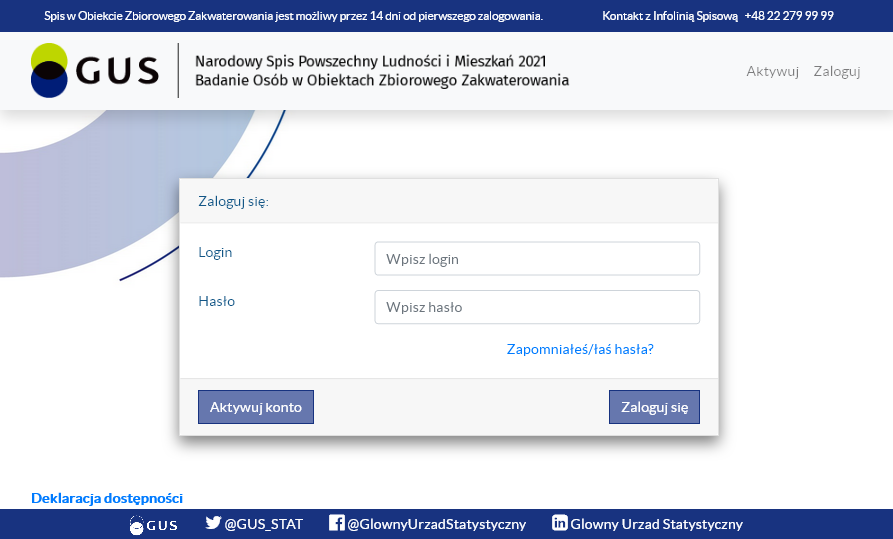 Spis w Obiekcie Zbiorowego Zakwaterowania jest możliwy przez 14 dni od pierwszego zalogowania. Kontakt z Infolinią Spisową +48 22 279 99 99
GUS
Narodowy Spis Powszechny Ludności i Mieszkań 2021
Badanie Osób w Obiektach Zbiorowego Zakwaterowania
Aktywuj Zaloguj
Zaloguj się:
Login Wpisz login
Hasło Wpisz hasło
Zapomniałeś/łaś hasła?
Aktywuj konto Zaloguj się
Deklaracja dostępności
GUS @GUS_STAT @GlownyUrzadStatystyczny Glowny Urzad Statystyczny